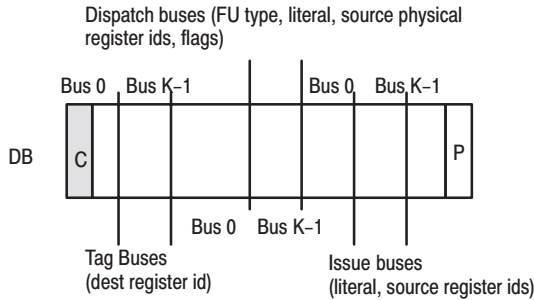 Dispatch buses (FU type, literal, source physical
register ids, flags)
Bus 0 Bus K–1 Bus 0 Bus K–1
DB C P
Bus 0 Bus K–1
Tag Buses
(dest register id)
Issue buses
(literal, source register ids)